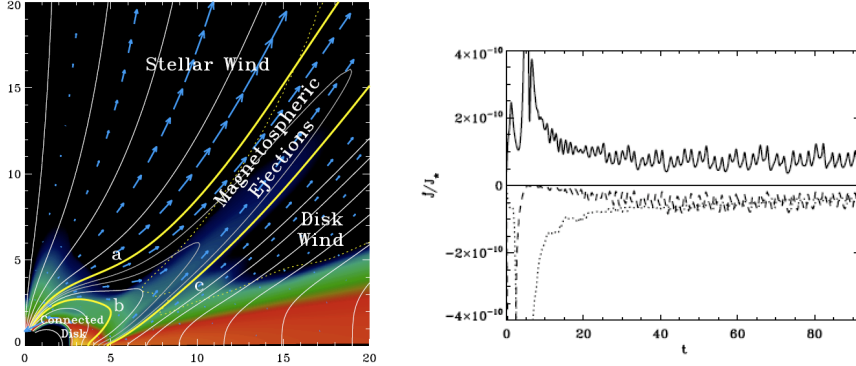 20
15
10
5
0
0
5
10
15
20
Stellar Wind
Magnetospheric
Ejections
Disk
Wind
a
b
c
Connected
Disk
4×10⁻¹⁰
2×10⁻¹⁰
0
-2×10⁻¹⁰
-4×10⁻¹⁰
J̇/J⋆
0
20
40
60
80
t